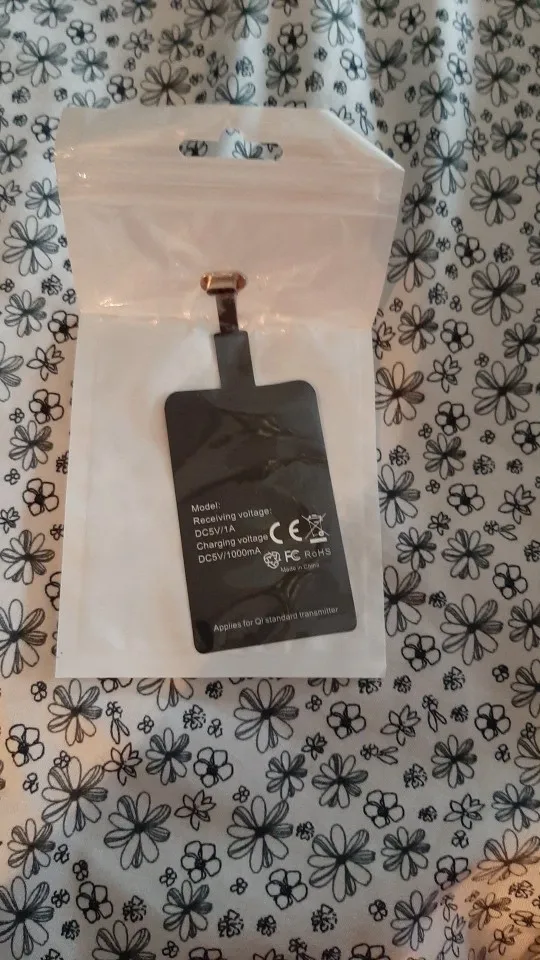 Model:
Receiving voltage:
DC5V/1A
Charging voltage
DC5V/1000mA
CE
FC RoHS
Made in China
Applies for Qi standard transmitter